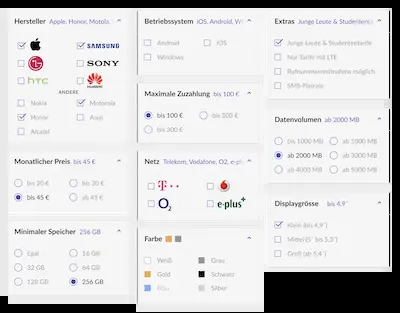 Hersteller Apple, Honor, Motola.
SAMSUNG
LG
SONY
hTC
HUAWEI
ANDERE
Nokia
Motorola
Honor
Asus
Alcatel
Monatlicher Preis bis 45 €
bis 20 €
bis 30 €
bis 45 €
ab 45 €
Minimaler Speicher 256 GB
Egal
16 GB
32 GB
64 GB
128 GB
256 GB
Betriebssystem iOS, Android, W
Android
iOS
Windows
Maximale Zuzahlung bis 100 €
bis 100 €
bis 200 €
bis 300 €
Netz Telekom, Vodafone, O2, e-plu
T
O2
e-plus+
Farbe
Weiß
Grau
Gold
Schwarz
Blau
Silber
Extras Junge Leute & Studenten
Junge Leute & Studententarife
Nur Tarife mit LTE
Rufnummernmitnahme möglich
SMS-Flatrate
Datenvolumen ab 2000 MB
bis 1000 MB
ab 1000 MB
ab 2000 MB
ab 3000 MB
ab 4000 MB
ab 5000 MB
Displaygrösse bis 4.9"
Klein (bis 4,9")
Mittel (5" bis 5,3")
Groß (ab 5,4")